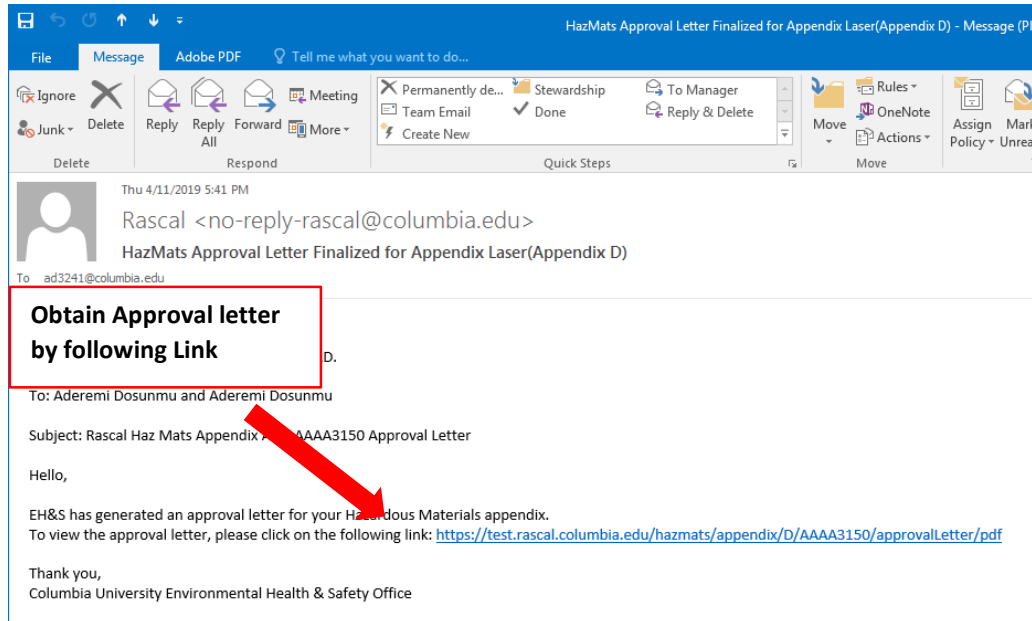 HazMats Approval Letter Finalized for Appendix Laser(Appendix D) - Message (Pl
File Message Adobe PDF Tell me what you want to do...
Ignore
Junk
Delete
Reply
Reply All
Forward
Meeting
More
Permanently de...
Team Email
Create New
Stewardship
Done
To Manager
Reply & Delete
Move
Rules
OneNote
Actions
Assign Policy
Mark Unrea
Delete Respond Quick Steps Move
Thu 4/11/2019 5:41 PM
Rascal <no-reply-rascal@columbia.edu>
HazMats Approval Letter Finalized for Appendix Laser(Appendix D)
To ad3241@columbia.edu
Obtain Approval letter
by following Link
D.
To: Aderemi Dosunmu and Aderemi Dosunmu
Subject: Rascal Haz Mats Appendix AAAA3150 Approval Letter
Hello,
EH&S has generated an approval letter for your Hazardous Materials appendix.
To view the approval letter, please click on the following link: https://test.rascal.columbia.edu/hazmats/appendix/D/AAAA3150/approvalLetter/pdf
Thank you,
Columbia University Environmental Health & Safety Office